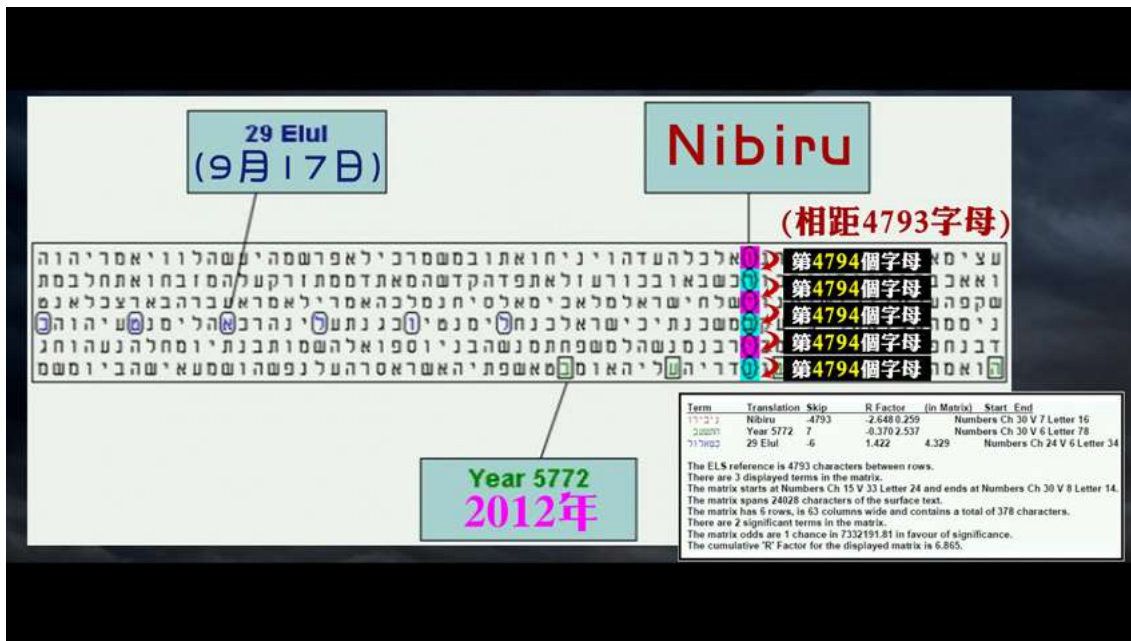 29 Elul
(9月17日)
Nibiru
(相距4793字母)
ואלכלהעדהויניחואתובמשמרכילאפרשמהיעשהלוויאמריהוה
רכשבאובכורעזלאתפדהקדשהמאתדממתזרקעלהמזבחואתחלבמת
ישלחישראלמלאכימאלסיחנמלכהאמרילאמראעברהבארצכלאנט
משכנתיכישראלכנחלימנטיוכגנתעלינהרכאהלימנטעיהוהכ
רבנמנשהלמשפחתמנשהבניוספואלהשמותבנתיומחלהנעהוחג
נדריהעליהאומבטאשפתיהאשראסרהעלנפשהושמעאישהביומשמ
第4794個字母
第4794個字母
第4794個字母
第4794個字母
第4794個字母
Year 5772
2012年
Term Translation Skip R Factor (in Matrix) Start End
ניבירו Nibiru -4793 -2.648 0.259 Numbers Ch 30 V 7 Letter 16
התשעב Year 5772 7 -0.370 2.537 Numbers Ch 30 V 6 Letter 78
כטאלול 29 Elul -6 1.422 4.329 Numbers Ch 24 V 6 Letter 34
The ELS reference is 4793 characters between rows.
There are 3 displayed terms in the matrix.
The matrix starts at Numbers Ch 15 V 33 Letter 24 and ends at Numbers Ch 30 V 8 Letter 14.
The matrix spans 24028 characters of the surface text.
The matrix has 6 rows, is 63 columns wide and contains a total of 378 characters.
There are 2 significant terms in the matrix.
The matrix odds are 1 chance in 7332191.81 in favour of significance.
The cumulative 'R' Factor for the displayed matrix is 6.865.